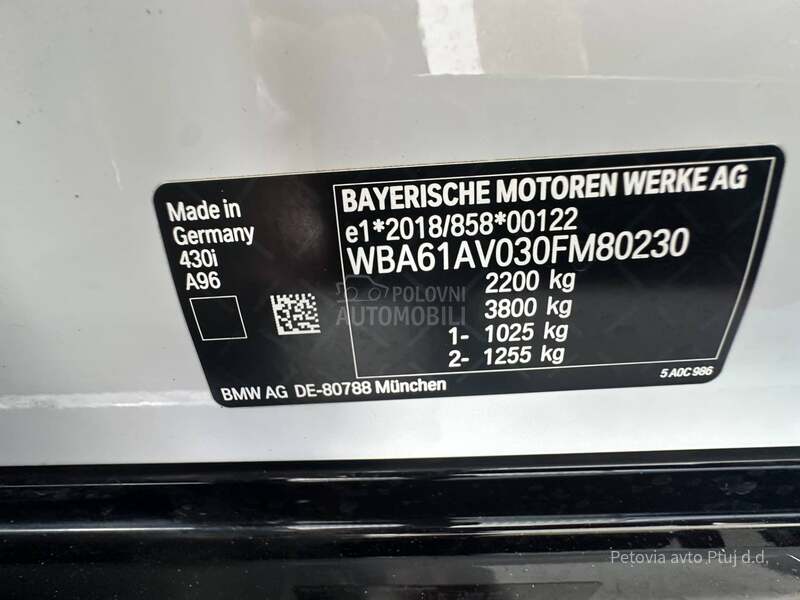 Made in
Germany
430i
A96
BAYERISCHE MOTOREN WERKE AG
e1*2018/858*00122
WBA61AV030FM80230
2200 kg
3800 kg
1- 1025 kg
2- 1255 kg
BMW AG DE-80788 München
5 A0C 986
POLOVNI
AUTOMOBILI
Petovia avto Ptuj d.d,